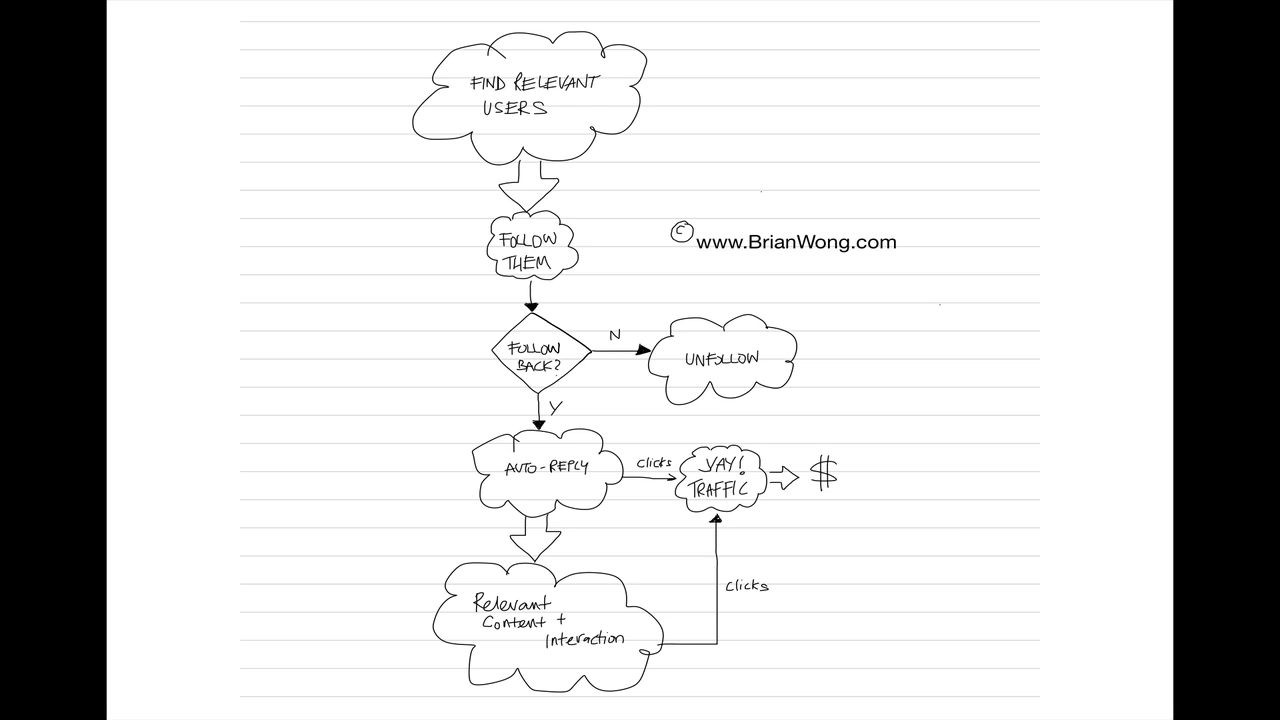 FIND RELEVANT
USERS
FOLLOW
THEM
© www.BrianWong.com
FOLLOW
BACK?
N
UNFOLLOW
Y
AUTO-REPLY
clicks
YAY!
TRAFFIC
$
clicks
Relevant
Content +
Interaction